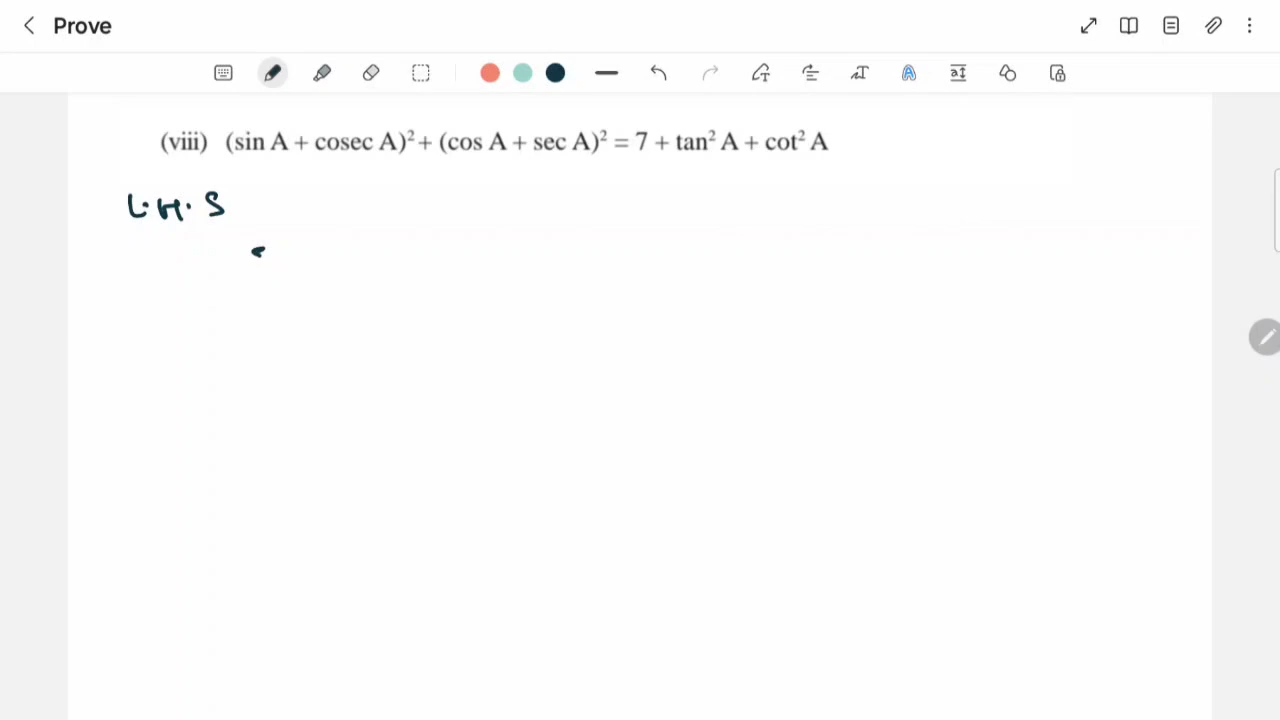 Prove
(viii) (sin A + cosec A)² + (cos A + sec A)² = 7 + tan² A + cot² A
L.H.S